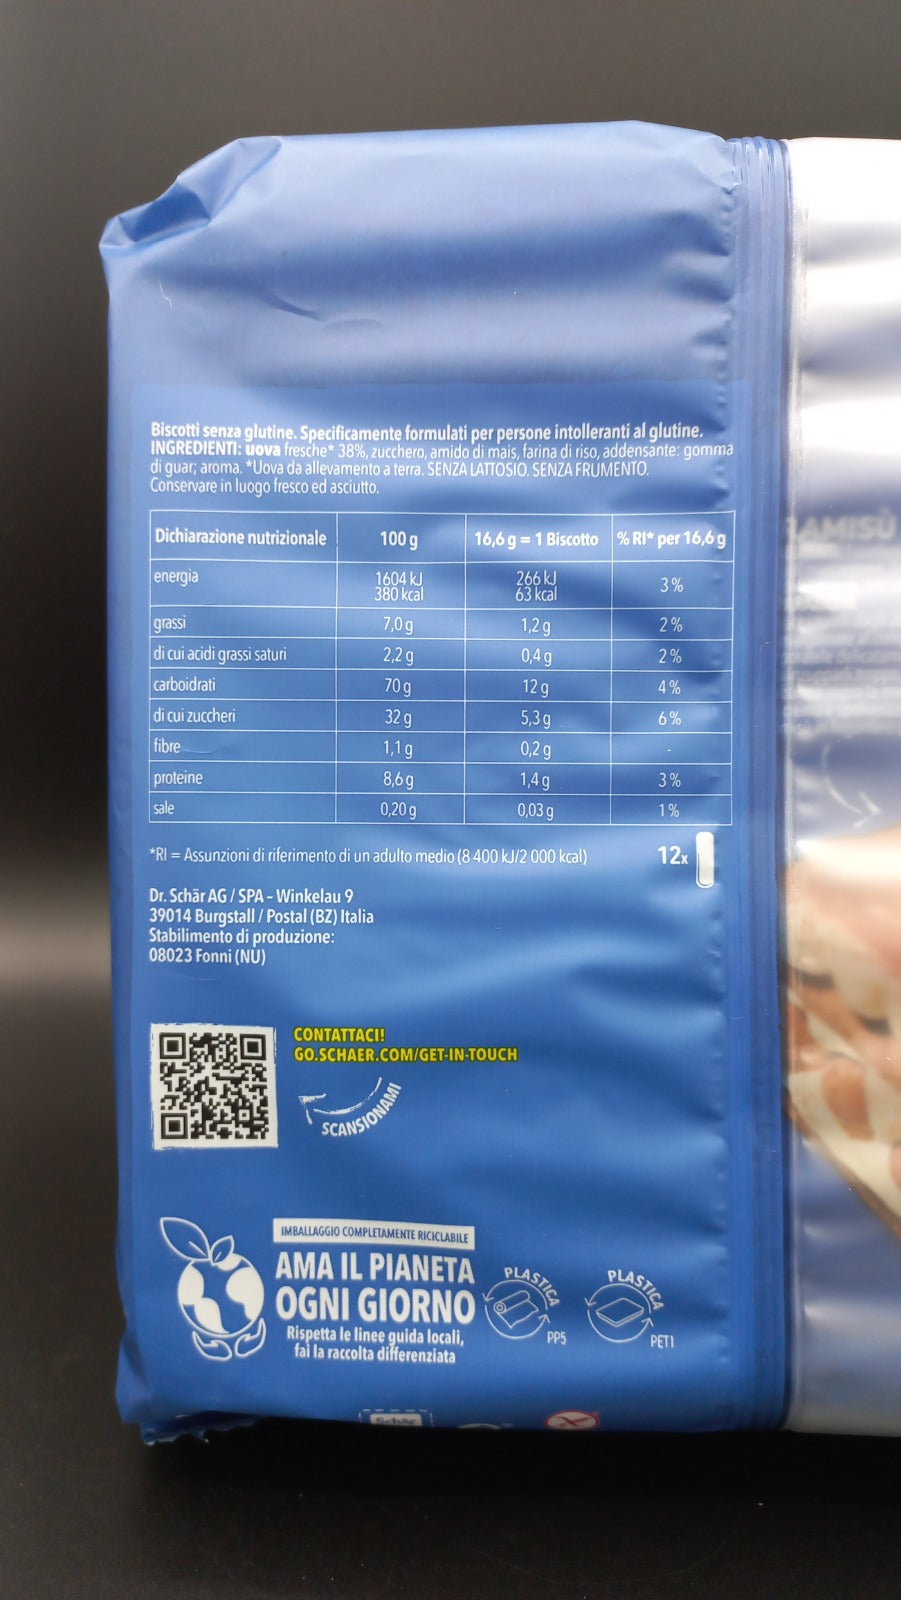 Biscotti senza glutine. Specificamente formulati per persone intolleranti al glutine.
INGREDIENTI: uova fresche* 38%, zucchero, amido di mais, farina di riso, addensante: gomma
di guar; aroma. *Uova da allevamento a terra. SENZA LATTOSIO. SENZA FRUMENTO.
Conservare in luogo fresco ed asciutto.
Dichiarazione nutrizionale 100 g 16,6 g = 1 Biscotto % RI* per 16,6 g
energia 1604 kJ 266 kJ 3 %
380 kcal 63 kcal
grassi 7,0 g 1,2 g 2 %
di cui acidi grassi saturi 2,2 g 0,4 g 2 %
carboidrati 70 g 12 g 4 %
di cui zuccheri 32 g 5,3 g 6 %
fibre 1,1 g 0,2 g -
proteine 8,6 g 1,4 g 3 %
sale 0,20 g 0,03 g 1 %
*RI = Assunzioni di riferimento di un adulto medio (8 400 kJ/2 000 kcal)
12x
Dr. Schär AG / SPA – Winkelau 9
39014 Burgstall / Postal (BZ) Italia
Stabilimento di produzione:
08023 Fonni (NU)
CONTATTACI!
GO.SCHAER.COM/GET-IN-TOUCH
SCANSIONAMI
IMBALLAGGIO COMPLETAMENTE RICICLABILE
AMA IL PIANETA
OGNI GIORNO
Rispetta le linee guida locali,
fai la raccolta differenziata
PLASTICA
PP5
PLASTICA
PET1
Schär